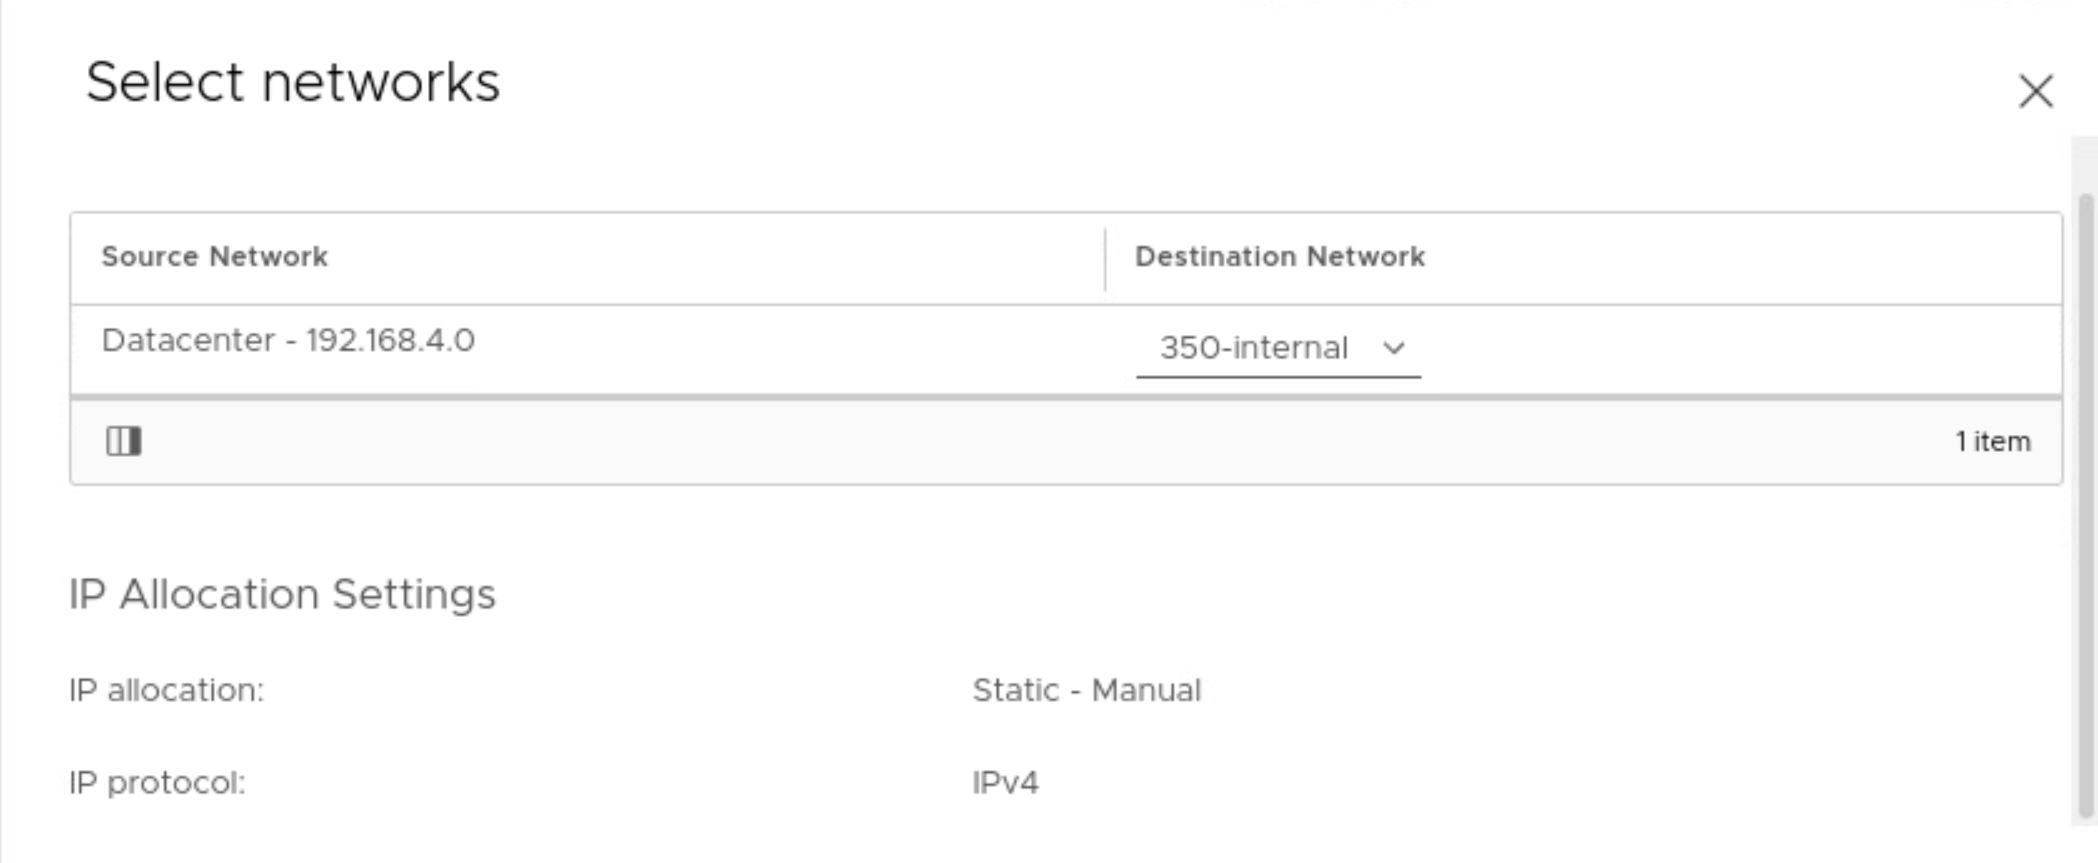 Select networks
Source Network Destination Network
Datacenter - 192.168.4.0 350-internal
1 item
IP Allocation Settings
IP allocation: Static - Manual
IP protocol: IPv4